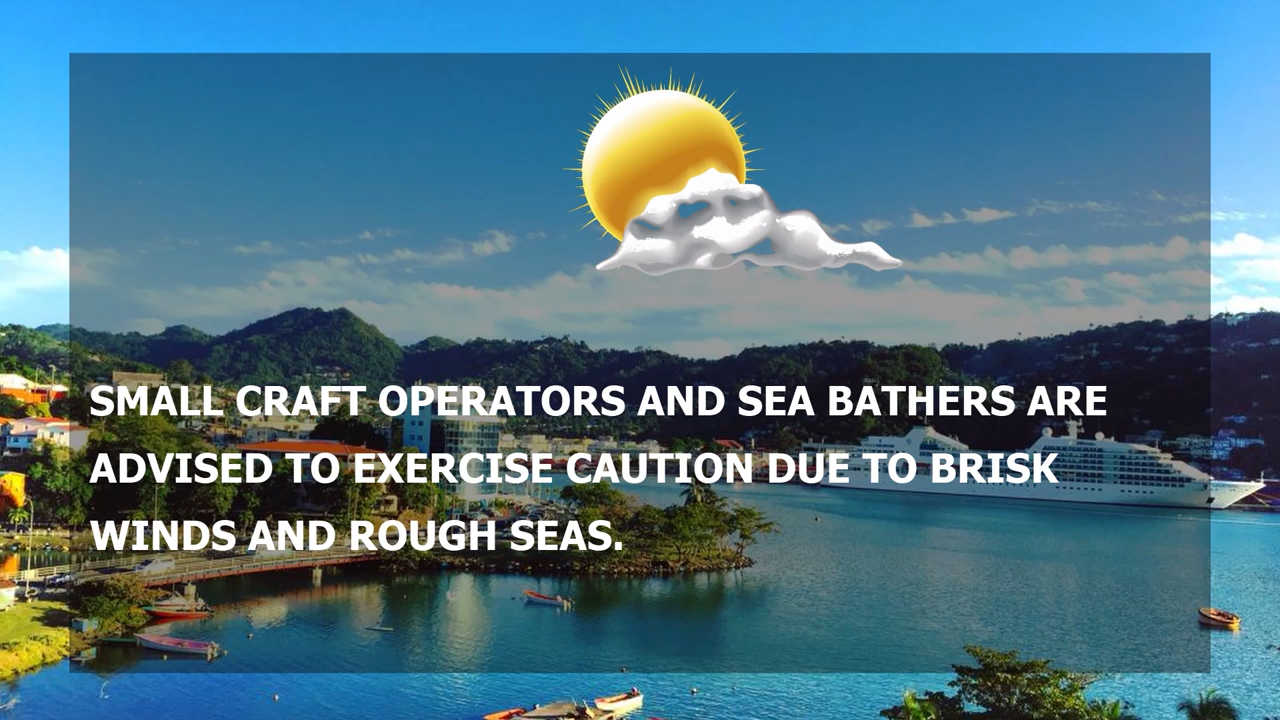 SMALL CRAFT OPERATORS AND SEA BATHERS ARE
ADVISED TO EXERCISE CAUTION DUE TO BRISK
WINDS AND ROUGH SEAS.